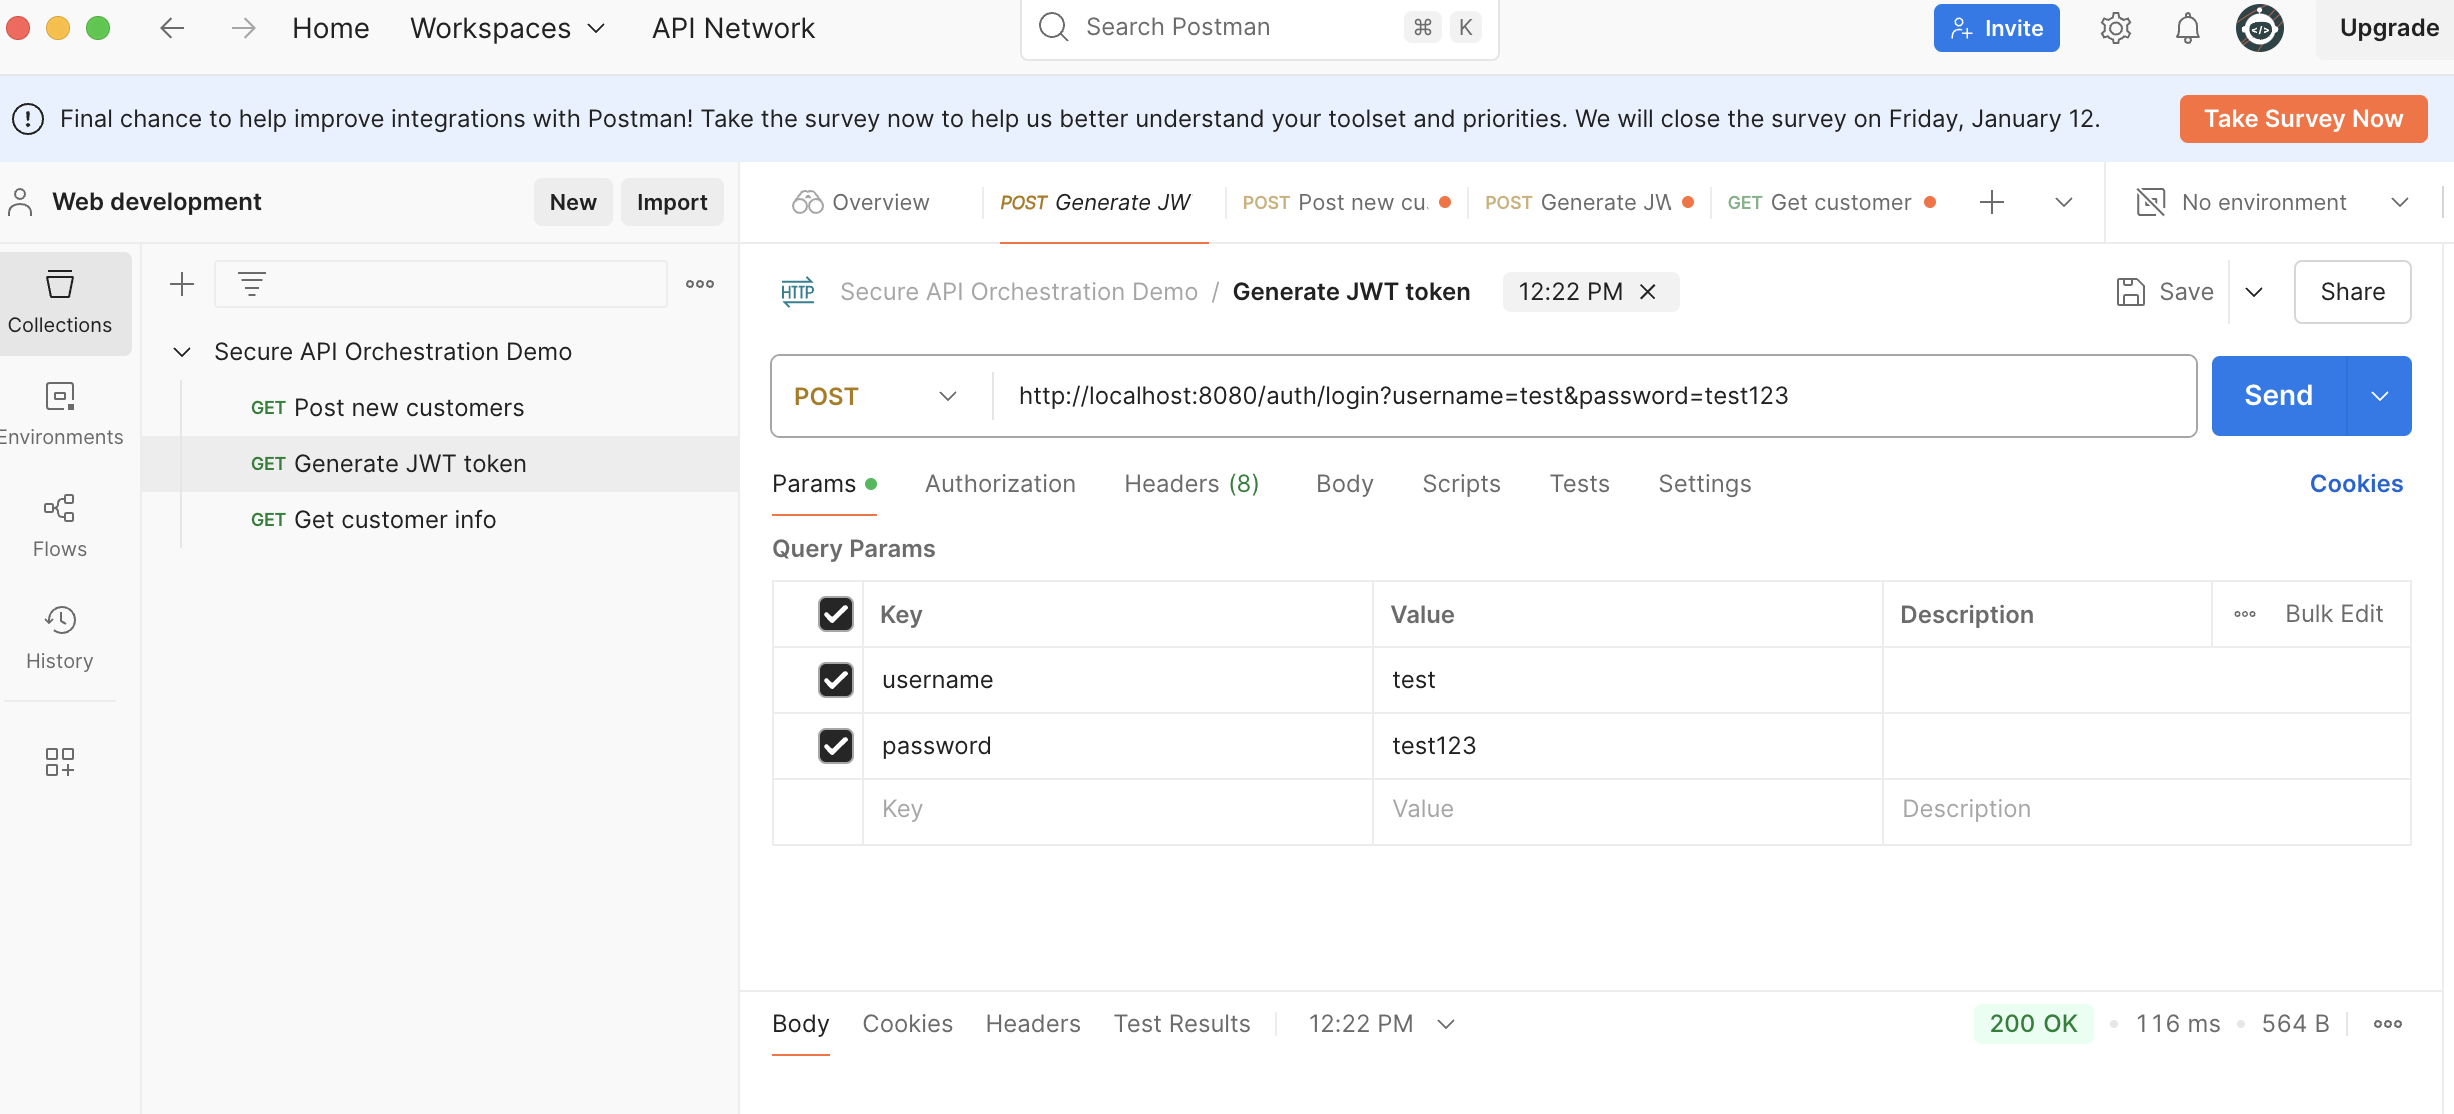 Home Workspaces API Network Search Postman ⌘ K Invite Upgrade
Final chance to help improve integrations with Postman! Take the survey now to help us better understand your toolset and priorities. We will close the survey on Friday, January 12. Take Survey Now
Web development New Import Overview POST Generate JW POST Post new cu. POST Generate JW GET Get customer No environment
HTTP Secure API Orchestration Demo / Generate JWT token 12:22 PM Save Share
Collections
Secure API Orchestration Demo
GET Post new customers
POST http://localhost:8080/auth/login?username=test&password=test123 Send
Environments
GET Generate JWT token
Params Authorization Headers (8) Body Scripts Tests Settings Cookies
GET Get customer info
Flows
Query Params
Key Value Description Bulk Edit
History
username test
password test123
Key Value Description
Body Cookies Headers Test Results 12:22 PM 200 OK 116 ms 564 B